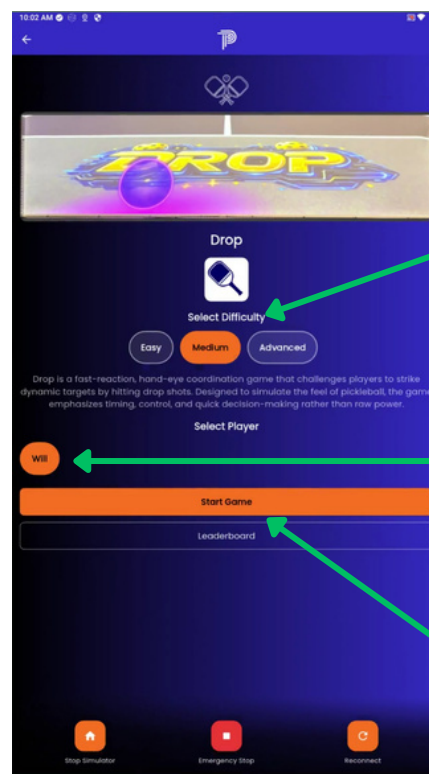 10:02 AM
DROP
Drop
Select Difficulty
Easy Medium Advanced
Drop is a fast-reaction, hand-eye coordination game that challenges players to strike
dynamic targets by hitting drop shots. Designed to simulate the feel of pickleball, the game
emphasizes timing, control, and quick decision-making rather than raw power.
Select Player
Will
Start Game
Leaderboard
Stop Simulator Emergency Stop Reconnect